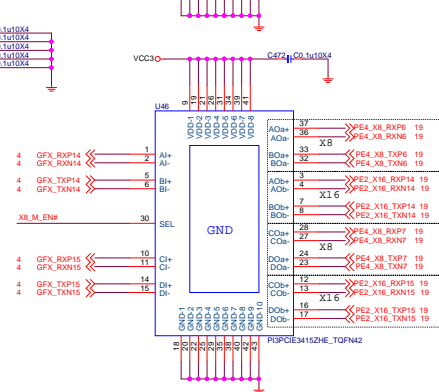 0.1u10X4
0.1u10X4
0.1u10X4
0.1u10X4
VCC3
C472
C0.1u10X4
U46
9 19 21 26 31 34 39 41
VDD-1 VDD-2 VDD-3 VDD-4 VDD-5 VDD-6 VDD-7 VDD-8
4 GFX_RXP14 1 AI+
4 GFX_RXN14 2 AI-
4 GFX_TXP14 5 BI+
4 GFX_TXN14 6 BI-
X8_M_EN# 30 SEL
4 GFX_RXP15 10 CI+
4 GFX_RXN15 11 CI-
4 GFX_TXP15 14 DI+
4 GFX_TXN15 15 DI-
GND
AOa+ 37 PE4_X8_RXP6 19
AOa- 36 PE4_X8_RXN6 19
X8
BOa+ 33 PE4_X8_TXP6 19
BOa- 32 PE4_X8_TXN6 19
AOb+ 3 PE2_X16_RXP14 19
AOb- 4 PE2_X16_RXN14 19
X16
BOb+ 7 PE2_X16_TXP14 19
BOb- 8 PE2_X16_TXN14 19
COa+ 28 PE4_X8_RXP7 19
COa- 27 PE4_X8_RXN7 19
X8
DOa+ 24 PE4_X8_TXP7 19
DOa- 23 PE4_X8_TXN7 19
COb+ 12 PE2_X16_RXP15 19
COb- 13 PE2_X16_RXN15 19
X16
DOb+ 16 PE2_X16_TXP15 19
DOb- 17 PE2_X16_TXN15 19
GND-1 GND-2 GND-3 GND-4 GND-5 GND-6 GND-7 GND-8 GND-9 GND-10
18 20 22 25 29 35 38 40 42 43
PI3PCIE3415ZHE_TQFN42